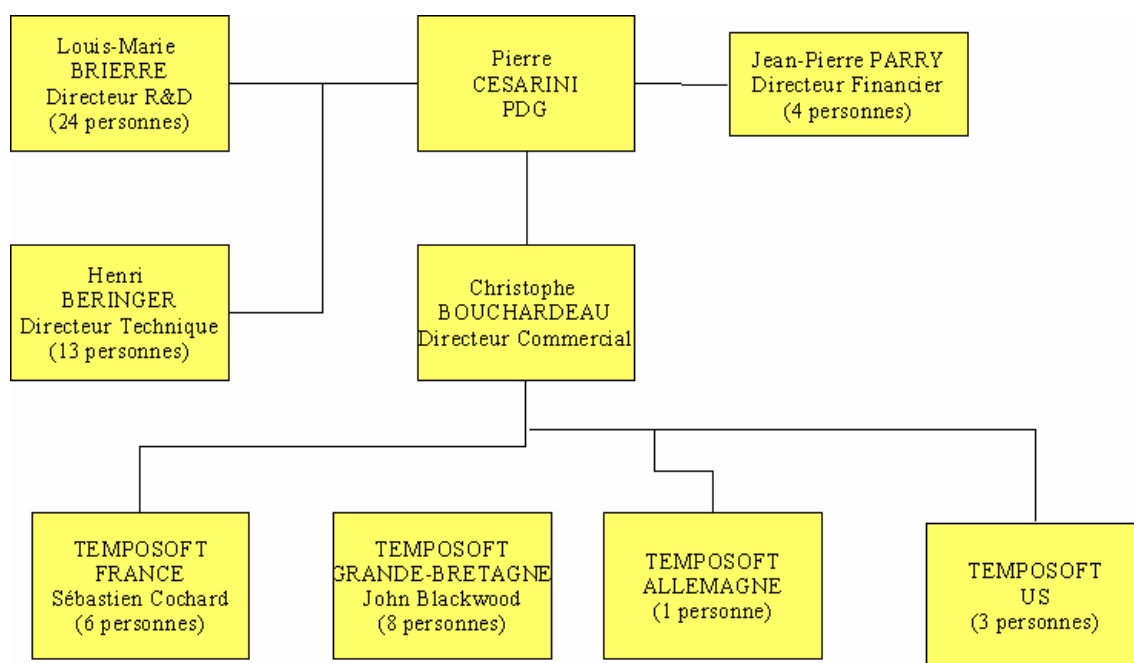 Louis-Marie
BRIERRE
Directeur R&D
(24 personnes)
Pierre
CESARINI
PDG
Jean-Pierre PARRY
Directeur Financier
(4 personnes)
Henri
BERINGER
Directeur Technique
(13 personnes)
Christophe
BOUCHARDEAU
Directeur Commercial
TEMPOSOFT
FRANCE
Sébastien Cochard
(6 personnes)
TEMPOSOFT
GRANDE-BRETAGNE
John Blackwood
(8 personnes)
TEMPOSOFT
ALLEMAGNE
(1 personne)
TEMPOSOFT
US
(3 personnes)